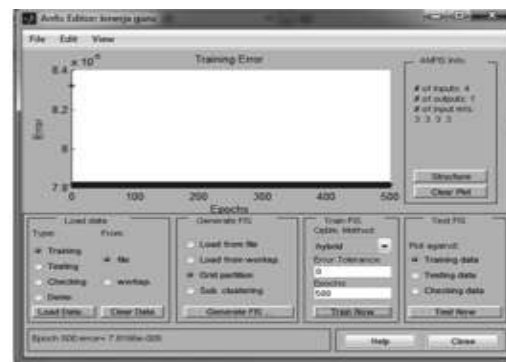 Anfis Editor: kinerja guru
File Edit View
Training Error
× 10
8.4
8.2
8
7.8
Error
0 100 200 300 400 500
Epochs
ANFIS Info.
# of inputs: 4
# of outputs: 1
# of input mfs:
3 3 3 3
Structure
Clear Plot
Load data
Type: From:
Training
Testing
Checking
Demo
file
worksp.
Load Data... Clear Data
Generate FIS
Load from file
Load from worksp.
Grid partition
Sub. clustering
Generate FIS ...
Train FIS
Optim. Method:
hybrid
Error Tolerance:
0
Epochs:
500
Train Now
Test FIS
Plot against:
Training data
Testing data
Checking data
Test Now
Epoch 500:error=
Help Close